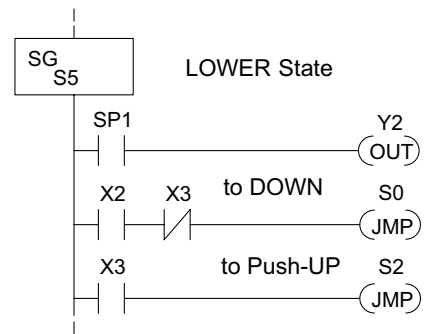 SG
S5
LOWER State
SP1
Y2
OUT
X2
X3
to DOWN
S0
JMP
X3
to Push-UP
S2
JMP